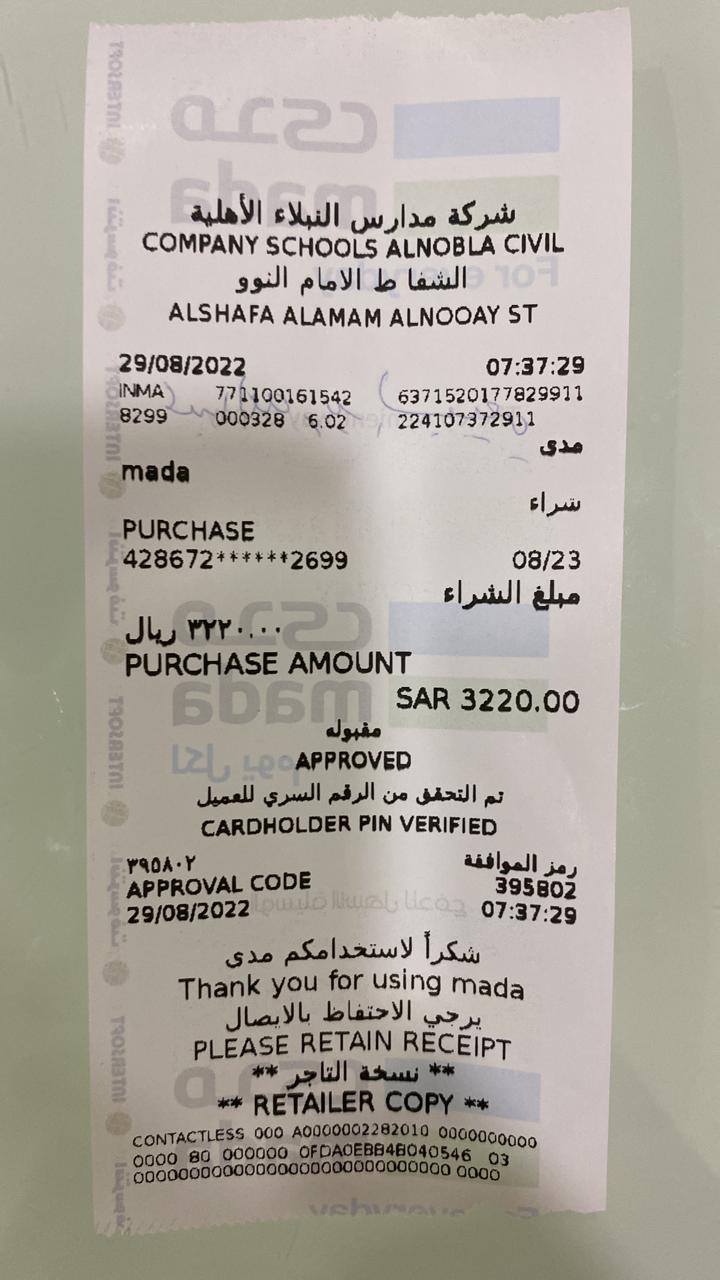 شركة مدارس النبلاء الأهلية
COMPANY SCHOOLS ALNOBLA CIVIL
الشفا ط الامام النوو
ALSHAFA ALAMAM ALNOOAY ST
29/08/2022 07:37:29
INMA 771100161542 6371520177829911
8299 000328 6.02 224107372911
مدى
mada
شراء
PURCHASE
428672******2699 08/23
مبلغ الشراء
٣٢٢٠.٠٠ ريال
PURCHASE AMOUNT
SAR 3220.00
مقبوله
APPROVED
تم التحقق من الرقم السري للعميل
CARDHOLDER PIN VERIFIED
رمز الموافقة ٣٩٥٨٠٢
APPROVAL CODE 395802
29/08/2022 07:37:29
شكراً لاستخدامكم مدى
Thank you for using mada
يرجي الاحتفاظ بالايصال
PLEASE RETAIN RECEIPT
** نسخة التاجر **
** RETAILER COPY **
CONTACTLESS 000 A0000002282010 0000000000
0000 80 000000 0FDA0EBB4B040546 03